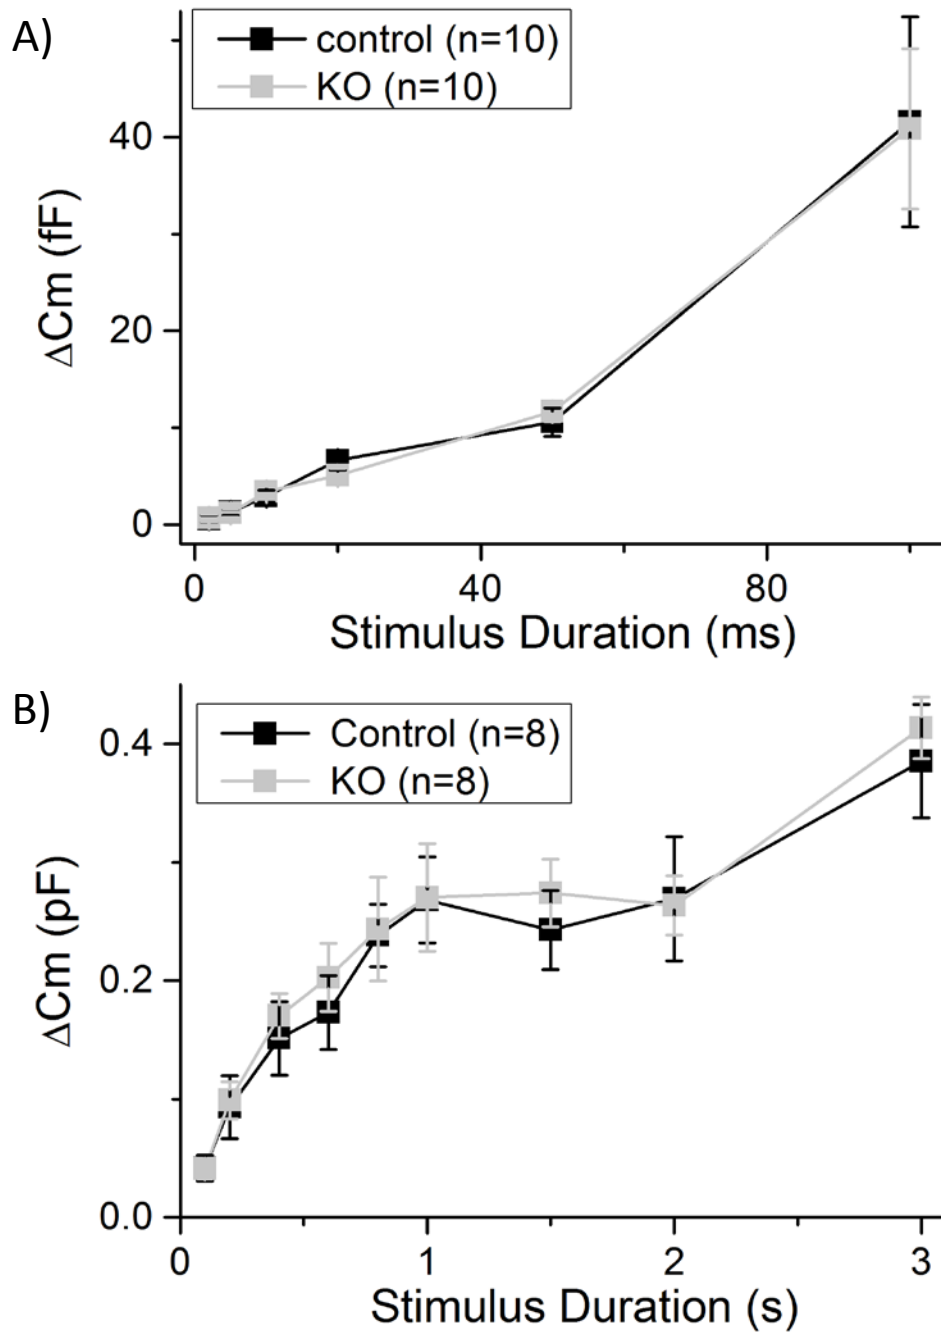 A)
control (n=10)
KO (n=10)
40
20
0
ΔCm (fF)
0 40 80
Stimulus Duration (ms)
B)
Control (n=8)
KO (n=8)
0.4
0.2
0.0
ΔCm (pF)
0 1 2 3
Stimulus Duration (s)